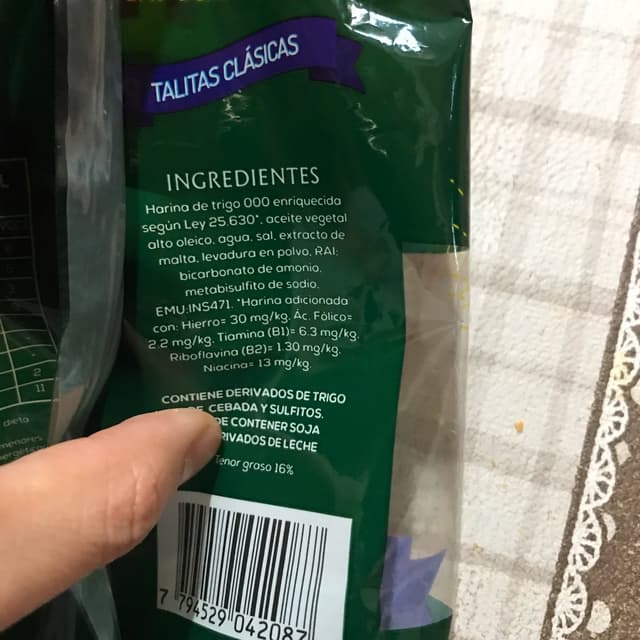 TALITAS CLÁSICAS
INGREDIENTES
Harina de trigo 000 enriquecida
según Ley 25.630*, aceite vegetal
alto oleico, agua, sal, extracto de
malta, levadura en polvo, RAI:
bicarbonato de amonio,
metabisulfito de sodio,
EMU:INS471. *Harina adicionada
con: Hierro= 30 mg/kg, Ác. Fólico=
2.2 mg/kg, Tiamina (B1)= 6.3 mg/kg,
Riboflavina (B2)= 1.30 mg/kg,
Niacina= 13 mg/kg.
CONTIENE DERIVADOS DE TRIGO
CEBADA Y SULFITOS.
DE CONTENER SOJA
DE LECHE
Tenor graso 16%
7 794529 042087
2
11
dieta
menores